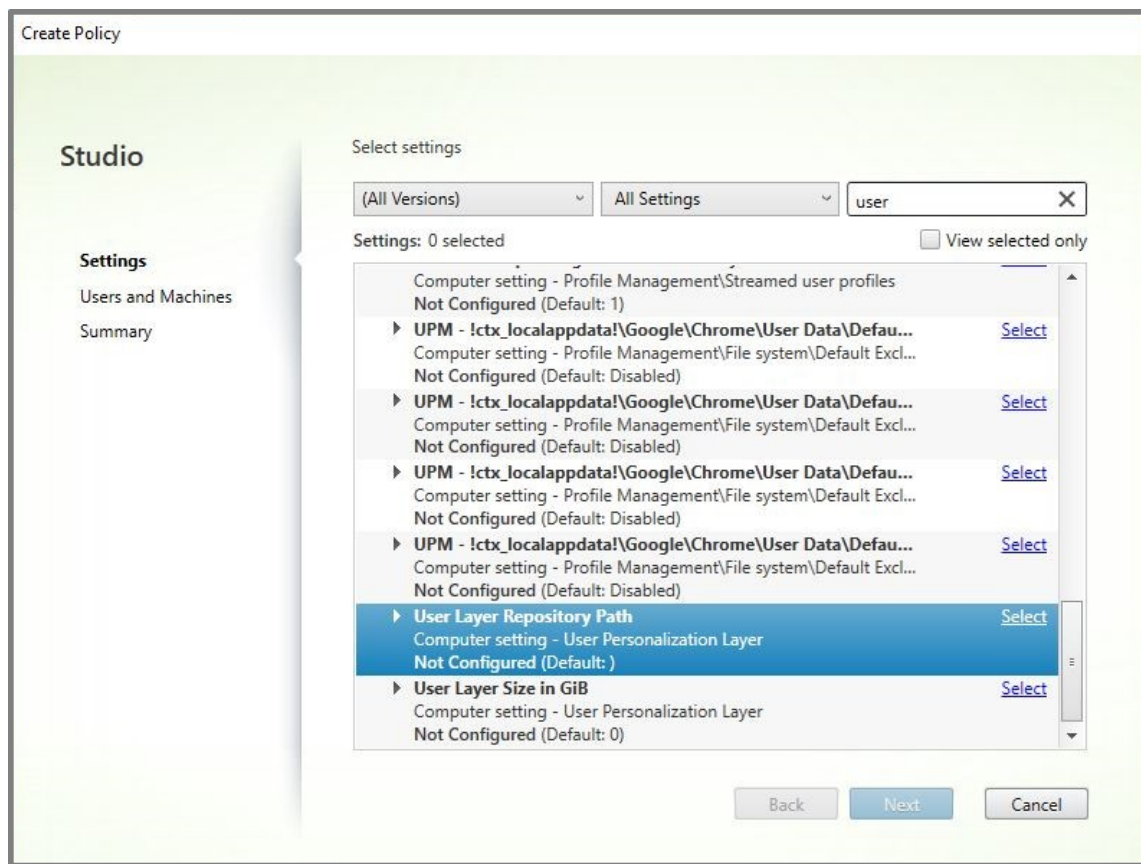 Create Policy
Studio
Settings
Users and Machines
Summary
Select settings
(All Versions) All Settings user
Settings: 0 selected View selected only
Computer setting - Profile Management\Streamed user profiles
Not Configured (Default: 1)
UPM - !ctx_localappdata!\Google\Chrome\User Data\Defau... Select
Computer setting - Profile Management\File system\Default Excl...
Not Configured (Default: Disabled)
UPM - !ctx_localappdata!\Google\Chrome\User Data\Defau... Select
Computer setting - Profile Management\File system\Default Excl...
Not Configured (Default: Disabled)
UPM - !ctx_localappdata!\Google\Chrome\User Data\Defau... Select
Computer setting - Profile Management\File system\Default Excl...
Not Configured (Default: Disabled)
UPM - !ctx_localappdata!\Google\Chrome\User Data\Defau... Select
Computer setting - Profile Management\File system\Default Excl...
Not Configured (Default: Disabled)
User Layer Repository Path Select
Computer setting - User Personalization Layer
Not Configured (Default: )
User Layer Size in GiB Select
Computer setting - User Personalization Layer
Not Configured (Default: 0)
Back Next Cancel